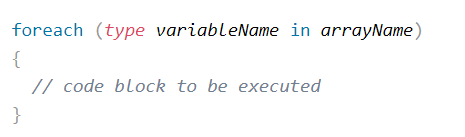 foreach (type variableName in arrayName)
{
  // code block to be executed
}